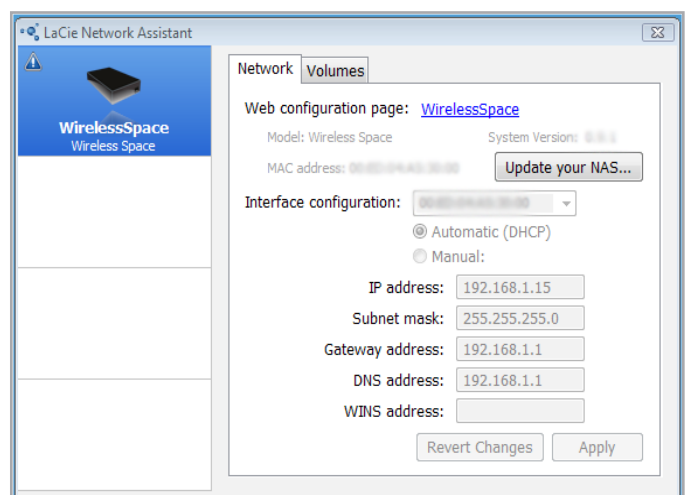 LaCie Network Assistant
WirelessSpace
Wireless Space
Network Volumes
Web configuration page: WirelessSpace
Model: Wireless Space System Version:
MAC address: Update your NAS...
Interface configuration:
Automatic (DHCP)
Manual:
IP address: 192.168.1.15
Subnet mask: 255.255.255.0
Gateway address: 192.168.1.1
DNS address: 192.168.1.1
WINS address:
Revert Changes Apply